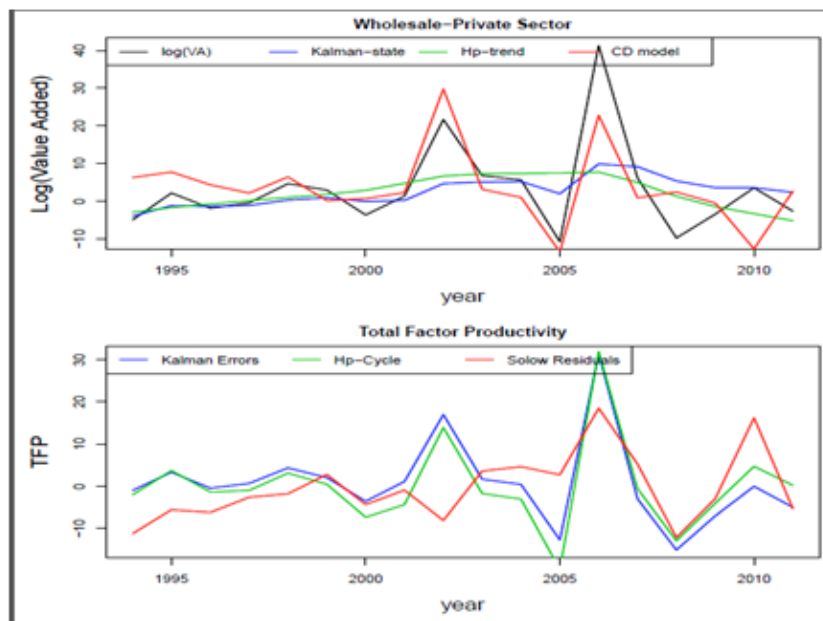 Wholesale-Private Sector
log(VA) Kalman-state Hp-trend CD model
Log(Value Added)
40
30
20
10
0
-10
1995 2000 2005 2010
year
Total Factor Productivity
Kalman Errors Hp-Cycle Solow Residuals
TFP
30
20
10
0
-10
1995 2000 2005 2010
year